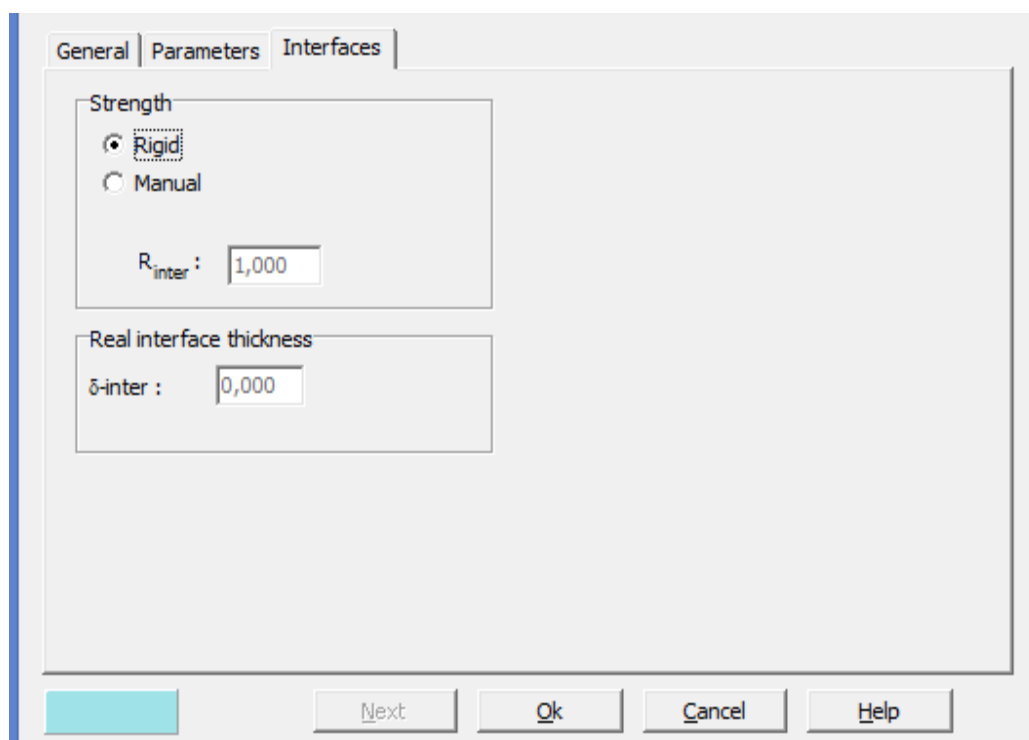 General Parameters Interfaces
Strength
Rigid
Manual
Rinter : 1,000
Real interface thickness
δ-inter : 0,000
Next Ok Cancel Help